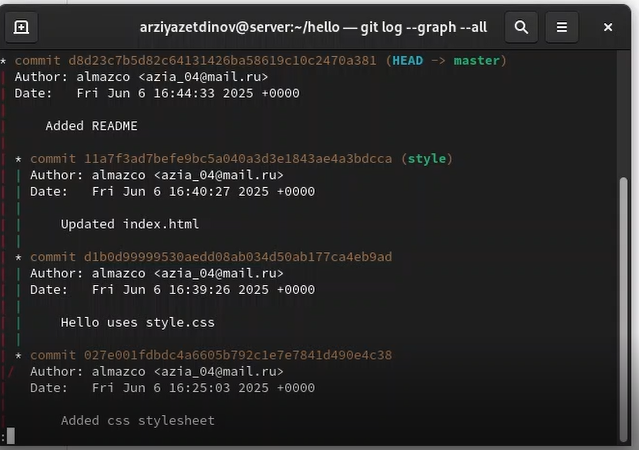 arziyazetdinov@server:~/hello — git log --graph --all
* commit d8d23c7b5d82c64131426ba58619c10c2470a381 (HEAD -> master)
| Author: almazco <azia_04@mail.ru>
| Date:   Fri Jun 6 16:44:33 2025 +0000
|
|     Added README
|
| * commit 11a7f3ad7befe9bc5a040a3d3e1843ae4a3bdcca (style)
| | Author: almazco <azia_04@mail.ru>
| | Date:   Fri Jun 6 16:40:27 2025 +0000
| |
| |     Updated index.html
| |
| * commit d1b0d99999530aedd08ab034d50ab177ca4eb9ad
| | Author: almazco <azia_04@mail.ru>
| | Date:   Fri Jun 6 16:39:26 2025 +0000
| |
| |     Hello uses style.css
| |
| * commit 027e001fdbdc4a6605b792c1e7e7841d490e4c38
|/  Author: almazco <azia_04@mail.ru>
|   Date:   Fri Jun 6 16:25:03 2025 +0000
|
|       Added css stylesheet
: